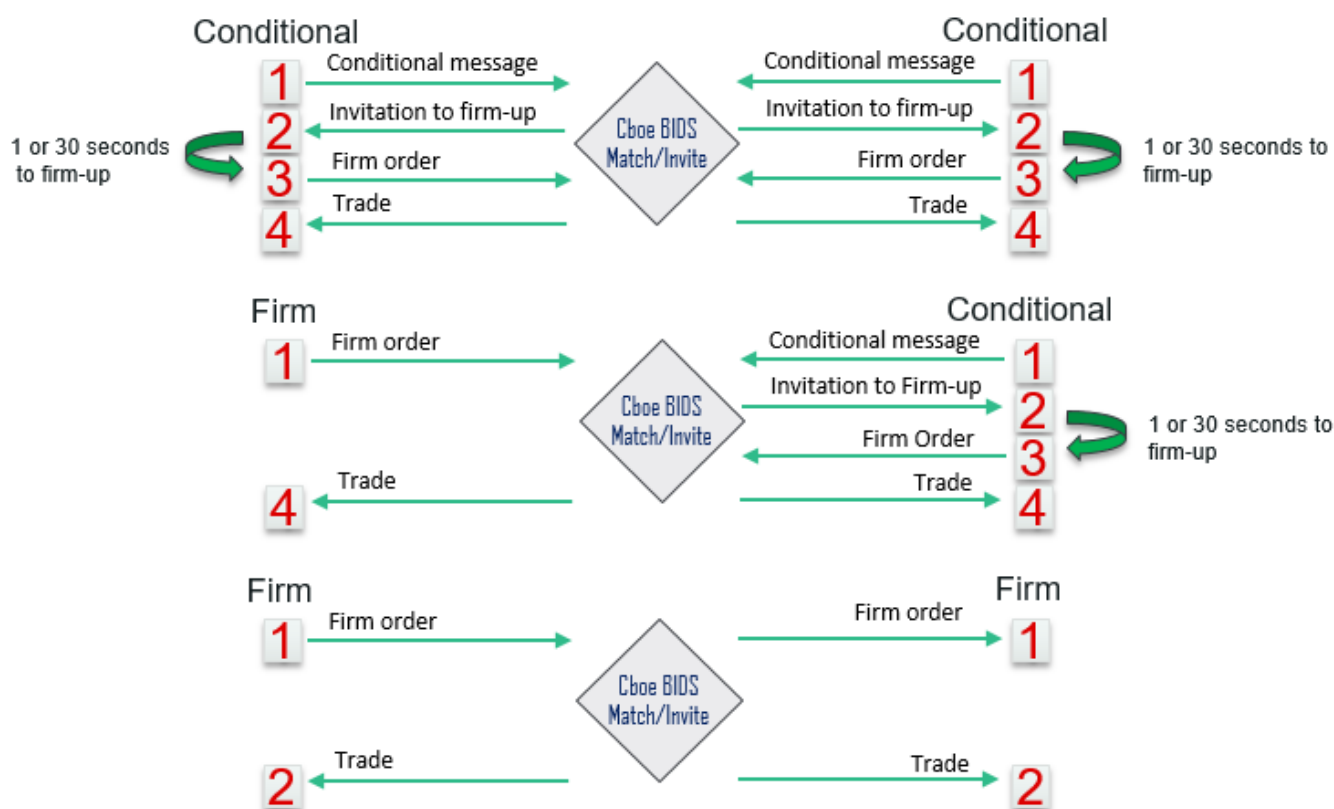 Conditional
Conditional
1
Conditional message
Conditional message
1
2
Invitation to firm-up
Invitation to firm-up
2
1 or 30 seconds
to firm-up
Cboe BIDS
Match/Invite
1 or 30 seconds to
firm-up
3
Firm order
Firm order
3
4
Trade
Trade
4
Firm
Conditional
1
Firm order
Conditional message
1
Cboe BIDS
Match/Invite
Invitation to Firm-up
2
1 or 30 seconds to
firm-up
Firm Order
3
4
Trade
Trade
4
Firm
Firm
1
Firm order
Firm order
1
Cboe BIDS
Match/Invite
2
Trade
Trade
2